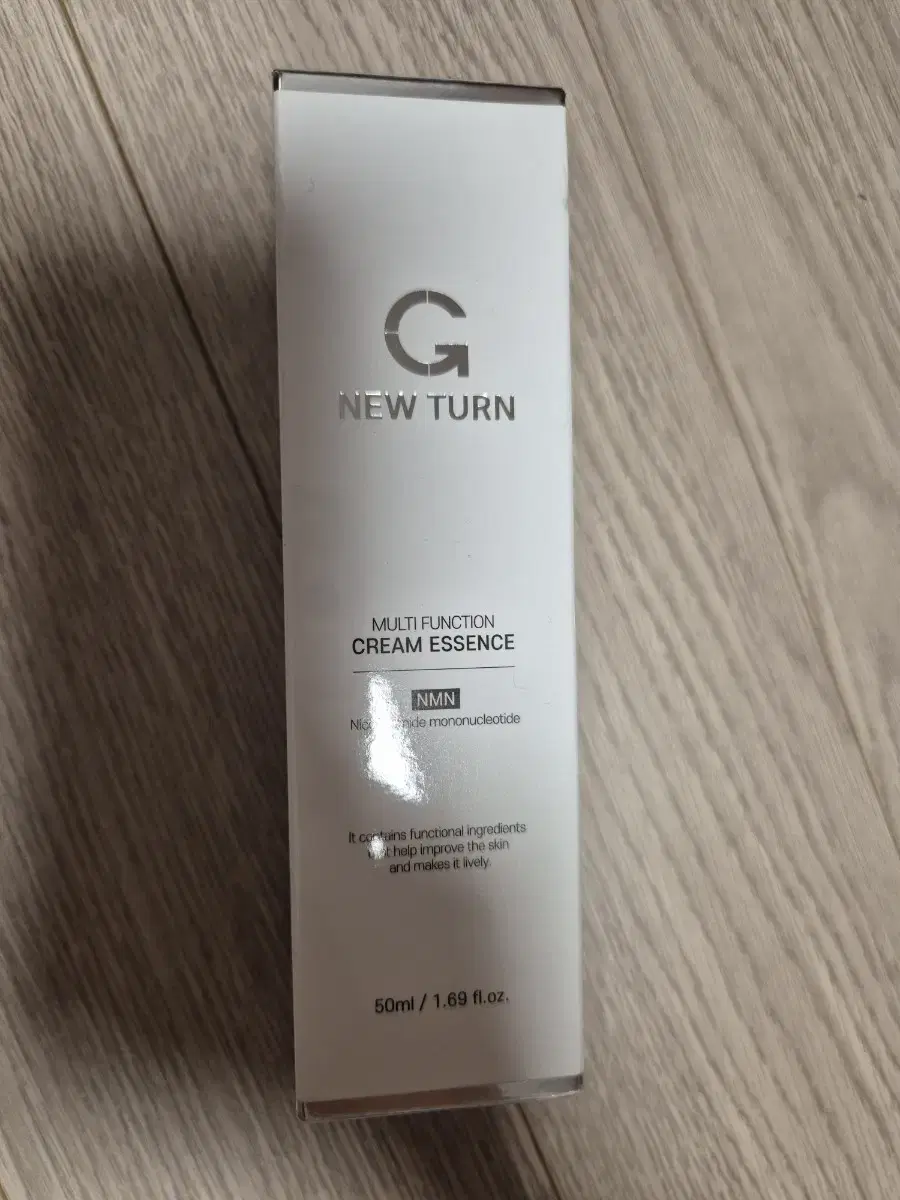 G
NEW TURN
MULTI FUNCTION
CREAM ESSENCE
NMN
mononucleotide
It contains functional ingredients
that help improve the skin
and makes it lively.
50ml / 1.69 fl.oz.